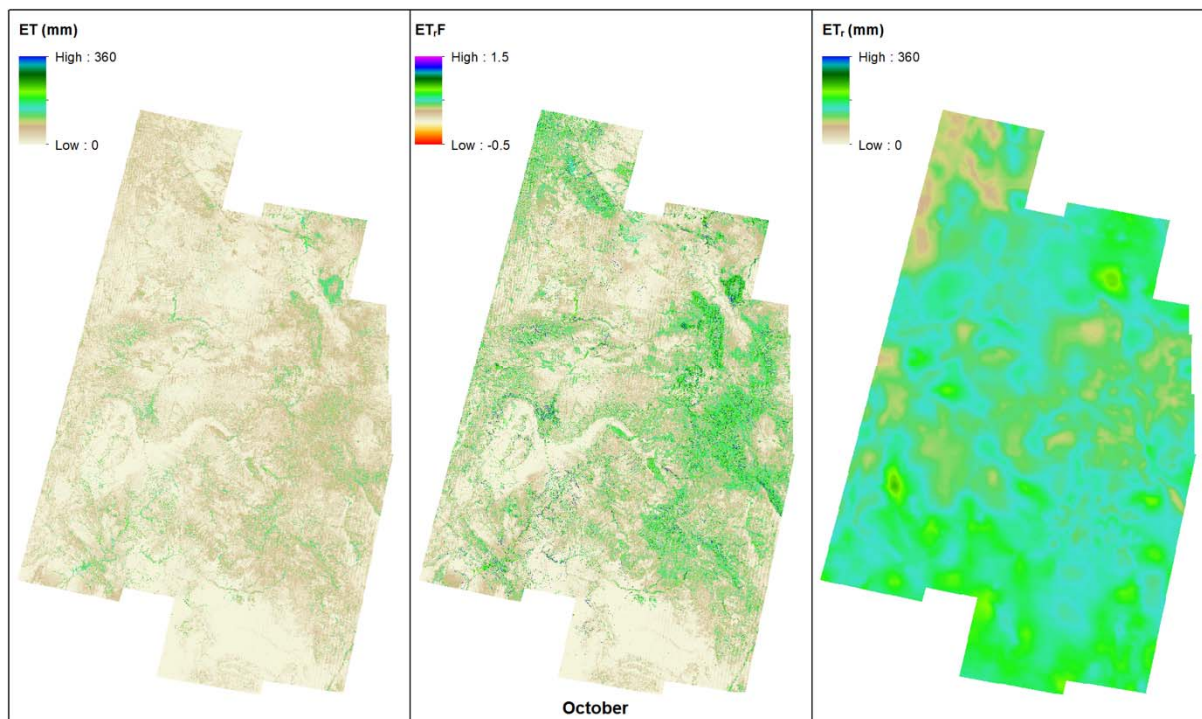 ET (mm)
High : 360
Low : 0
ETᵣF
High : 1.5
Low : -0.5
ETᵣ (mm)
High : 360
Low : 0
October